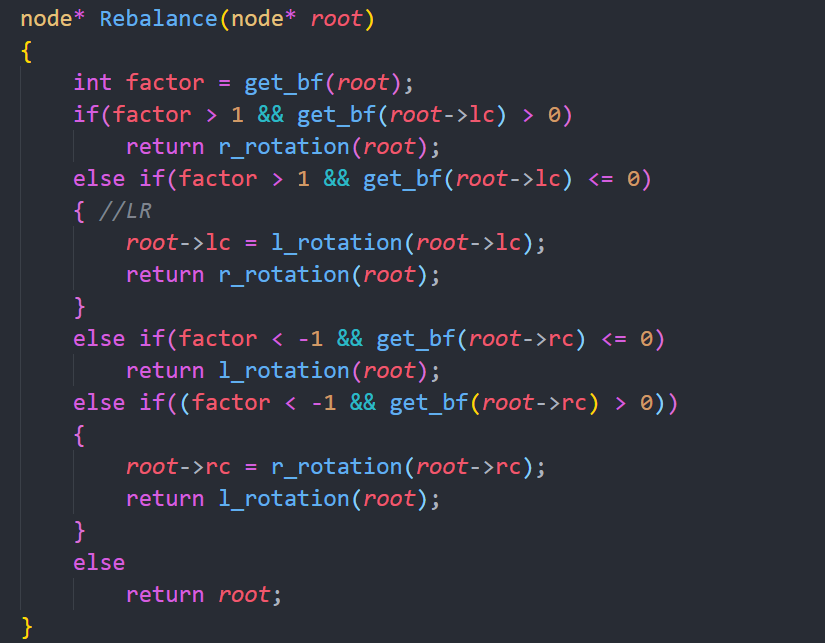 node* Rebalance(node* root)
{
    int factor = get_bf(root);
    if(factor > 1 && get_bf(root->lc) > 0)
        return r_rotation(root);
    else if(factor > 1 && get_bf(root->lc) <= 0)
    { //LR
        root->lc = l_rotation(root->lc);
        return r_rotation(root);
    }
    else if(factor < -1 && get_bf(root->rc) <= 0)
        return l_rotation(root);
    else if((factor < -1 && get_bf(root->rc) > 0))
    {
        root->rc = r_rotation(root->rc);
        return l_rotation(root);
    }
    else
        return root;
}